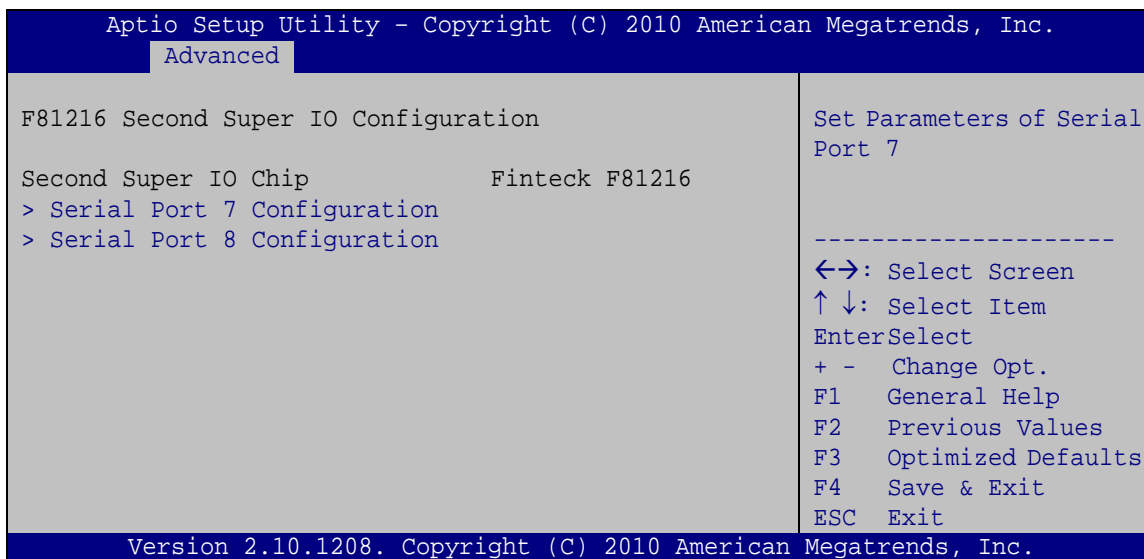 Aptio Setup Utility – Copyright (C) 2010 American Megatrends, Inc.
Advanced
F81216 Second Super IO Configuration
Second Super IO Chip Finteck F81216
> Serial Port 7 Configuration
> Serial Port 8 Configuration
Set Parameters of Serial
Port 7
---------------------
←→: Select Screen
↑ ↓: Select Item
EnterSelect
+ - Change Opt.
F1 General Help
F2 Previous Values
F3 Optimized Defaults
F4 Save & Exit
ESC Exit
Version 2.10.1208. Copyright (C) 2010 American Megatrends, Inc.